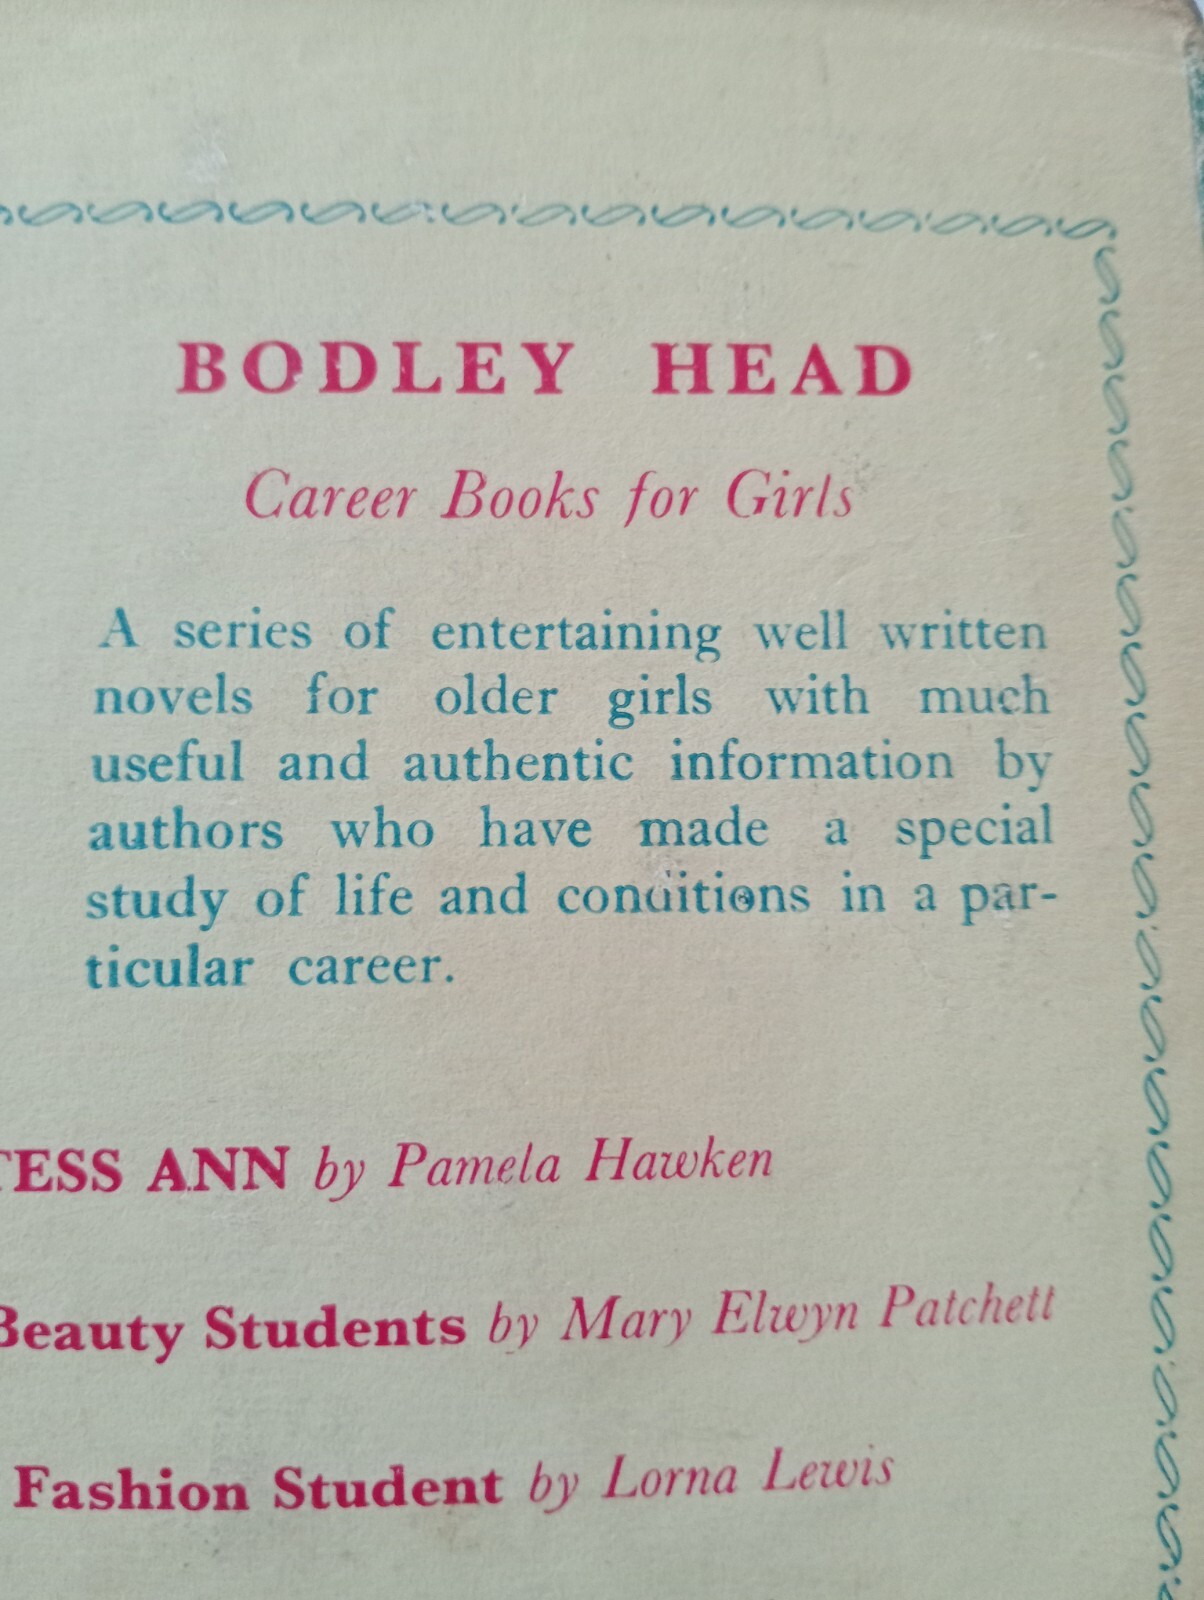 BODLEY HEAD
Career Books for Girls
A series of entertaining well written
novels for older girls with much
useful and authentic information by
authors who have made a special
study of life and conditions in a par-
ticular career.
TESS ANN by Pamela Hawken
Beauty Students by Mary Elwyn Patchett
Fashion Student by Lorna Lewis